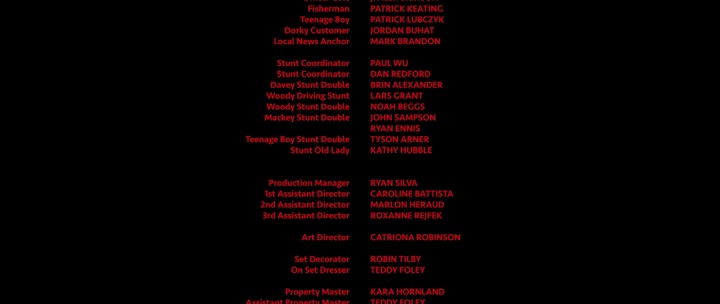 Fisherman PATRICK KEATING
Teenage Boy PATRICK LUBCZYK
Dorky Customer JORDAN BUHAT
Local News Anchor MARK BRANDON
Stunt Coordinator PAUL WU
Stunt Coordinator DAN REDFORD
Davey Stunt Double BRIN ALEXANDER
Woody Driving Stunt LARS GRANT
Woody Stunt Double NOAH BEGGS
Mackey Stunt Double JOHN SAMPSON
RYAN ENNIS
Teenage Boy Stunt Double TYSON ARNER
Stunt Old Lady KATHY HUBBLE
Production Manager RYAN SILVA
1st Assistant Director CAROLINE BATTISTA
2nd Assistant Director MARLON HERAUD
3rd Assistant Director ROXANNE REJFEK
Art Director CATRIONA ROBINSON
Set Decorator ROBIN TILBY
On Set Dresser TEDDY FOLEY
Property Master KARA HORNLAND
Assistant Property Master TEDDY FOLEY